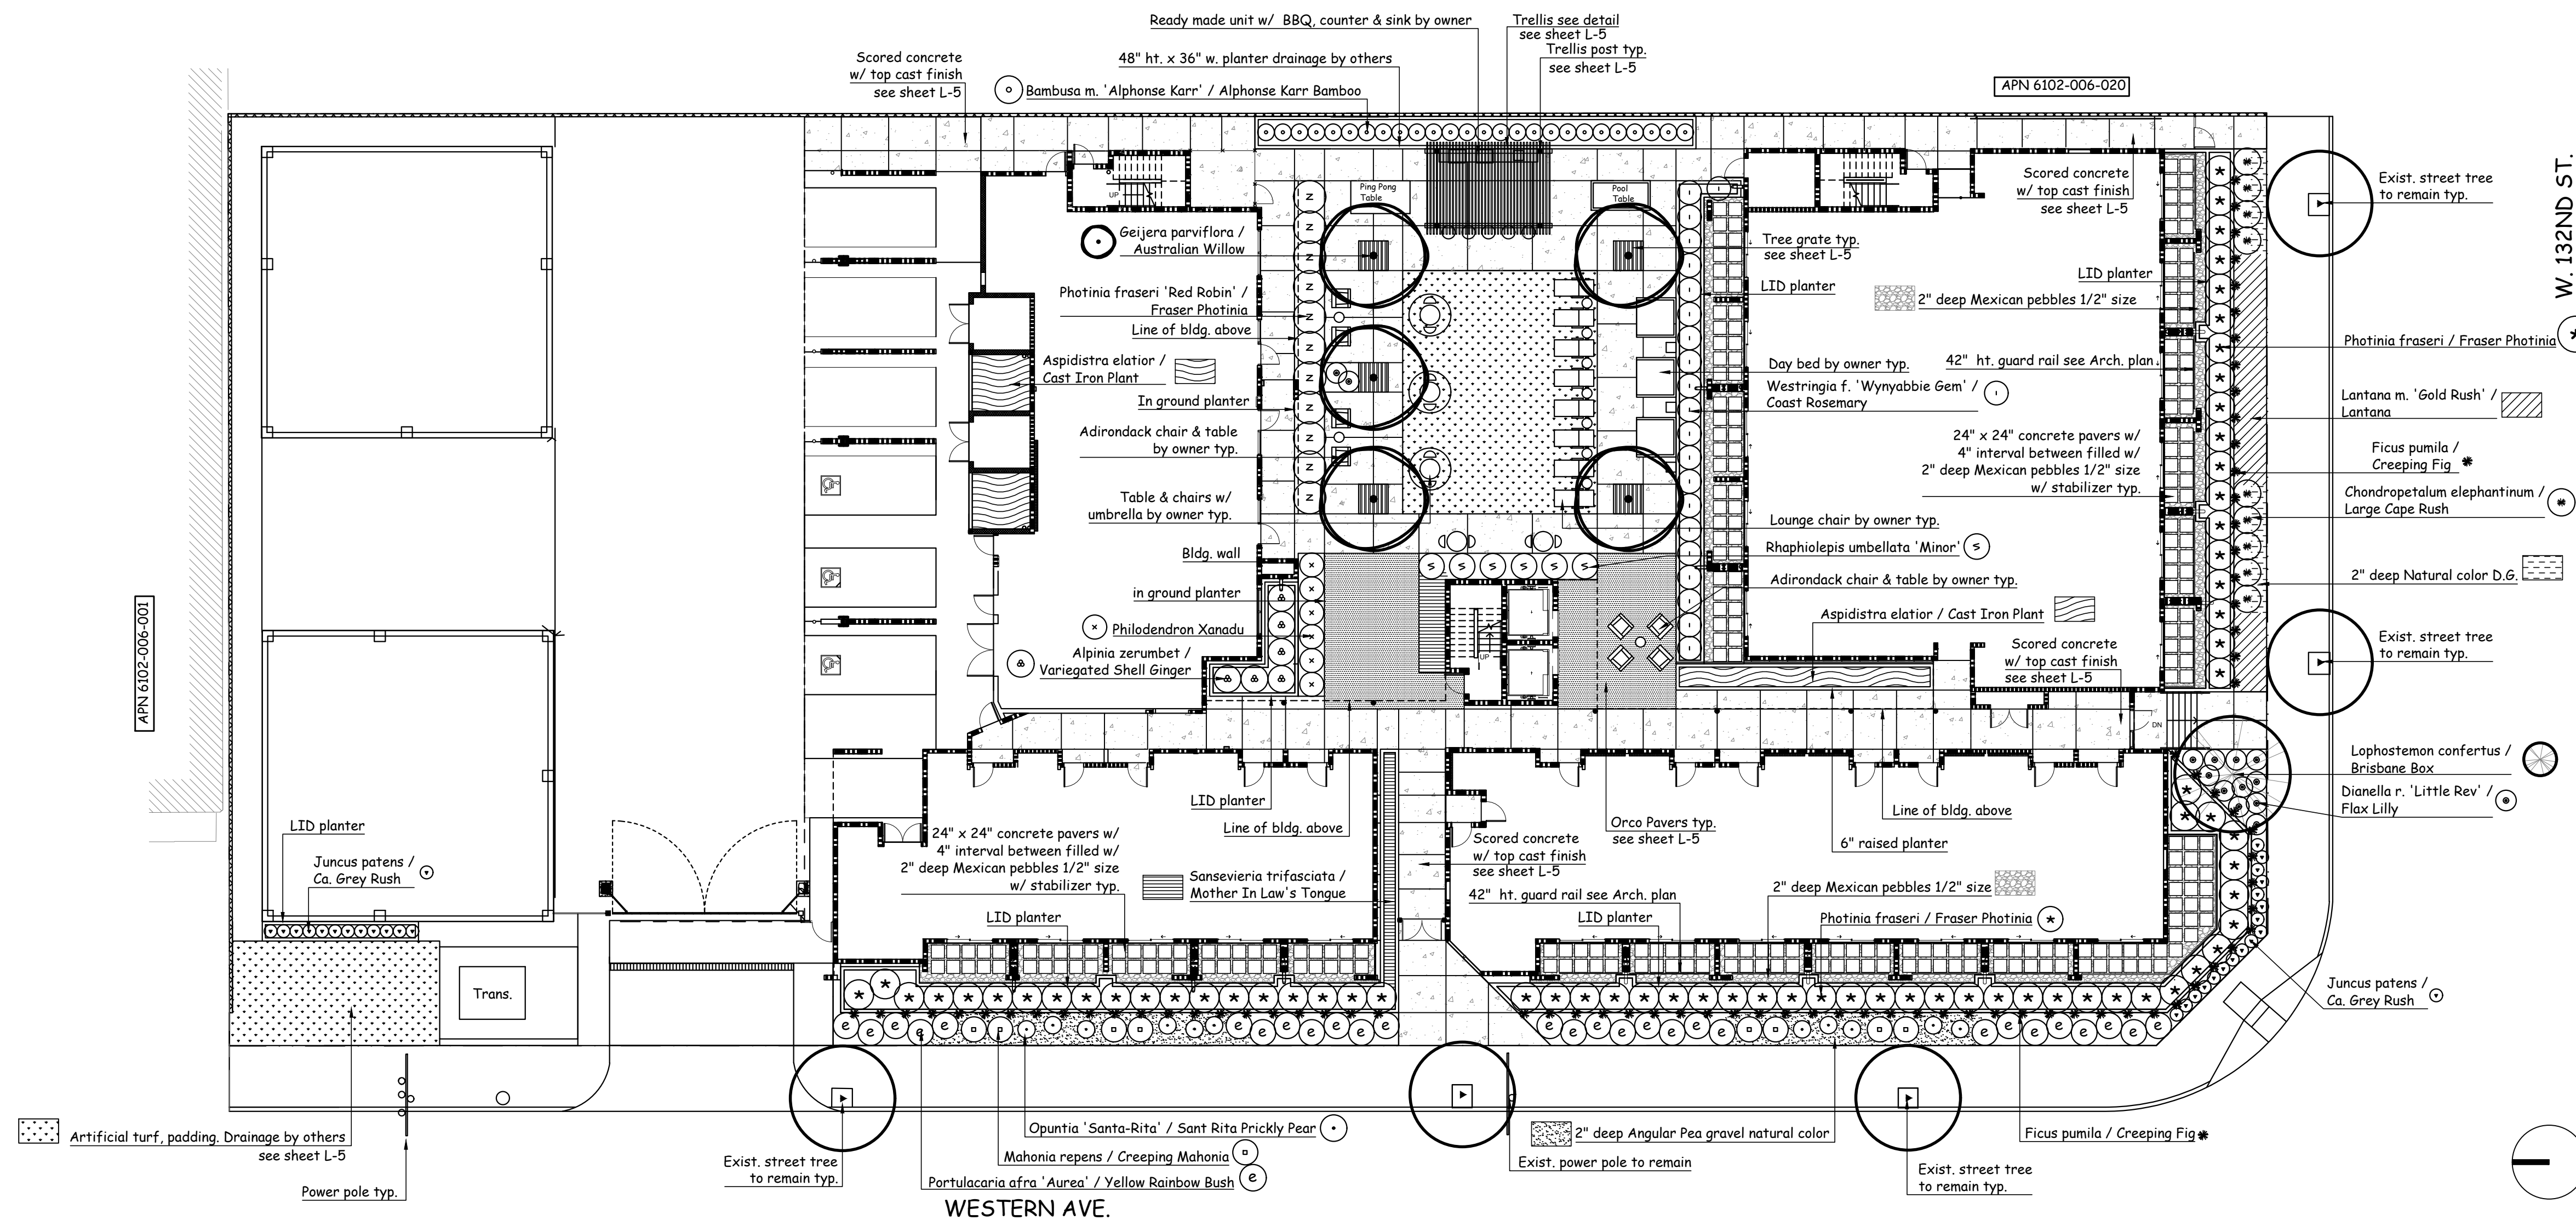 Ready made unit w/ BBQ, counter & sink by owner
Trellis see detail
see sheet L-5
Trellis post typ.
see sheet L-5
Scored concrete
w/ top cast finish
see sheet L-5
48" ht. x 36" w. planter drainage by others
Bambusa m. 'Alphonse Karr' / Alphonse Karr Bamboo
APN 6102-006-020
W. 132ND ST.
UP
Ping Pong
Table
Pool
Table
Scored concrete
w/ top cast finish
see sheet L-5
Exist. street tree
to remain typ.
Geijera parviflora /
Australian Willow
Tree grate typ.
see sheet L-5
LID planter
LID planter
2" deep Mexican pebbles 1/2" size
Photinia fraseri 'Red Robin' /
Fraser Photinia
Line of bldg. above
Photinia fraseri / Fraser Photinia
Aspidistra elatior /
Cast Iron Plant
Day bed by owner typ.
42" ht. guard rail see Arch. plan
Westringia f. 'Wynyabbie Gem' /
Coast Rosemary
In ground planter
Lantana m. 'Gold Rush' /
Lantana
Adirondack chair & table
by owner typ.
24" x 24" concrete pavers w/
4" interval between filled w/
2" deep Mexican pebbles 1/2" size
w/ stabilizer typ.
Ficus pumila /
Creeping Fig
Table & chairs w/
umbrella by owner typ.
Chondropetalum elephantinum /
Large Cape Rush
Lounge chair by owner typ.
Bldg. wall
Rhaphiolepis umbellata 'Minor'
S
Adirondack chair & table by owner typ.
2" deep Natural color D.G.
in ground planter
Aspidistra elatior / Cast Iron Plant
Philodendron Xanadu
UP
APN 6102-006-001
Alpinia zerumbet /
Variegated Shell Ginger
Scored concrete
w/ top cast finish
see sheet L-5
Exist. street tree
to remain typ.
DN
Lophostemon confertus /
Brisbane Box
Dianella r. 'Little Rev' /
Flax Lilly
LID planter
Line of bldg. above
Orco Pavers typ.
see sheet L-5
Line of bldg. above
6" raised planter
LID planter
Juncus patens /
Ca. Grey Rush
24" x 24" concrete pavers w/
4" interval between filled w/
2" deep Mexican pebbles 1/2" size
w/ stabilizer typ.
Scored concrete
w/ top cast finish
see sheet L-5
Sansevieria trifasciata /
Mother In Law's Tongue
42" ht. guard rail see Arch. plan
2" deep Mexican pebbles 1/2" size
LID planter
LID planter
Photinia fraseri / Fraser Photinia
Trans.
Juncus patens /
Ca. Grey Rush
Artificial turf, padding. Drainage by others
see sheet L-5
Power pole typ.
Exist. street tree
to remain typ.
Opuntia 'Santa-Rita' / Sant Rita Prickly Pear
Mahonia repens / Creeping Mahonia
Portulacaria afra 'Aurea' / Yellow Rainbow Bush
e
2" deep Angular Pea gravel natural color
Exist. power pole to remain
Ficus pumila / Creeping Fig
Exist. street tree
to remain typ.
WESTERN AVE.